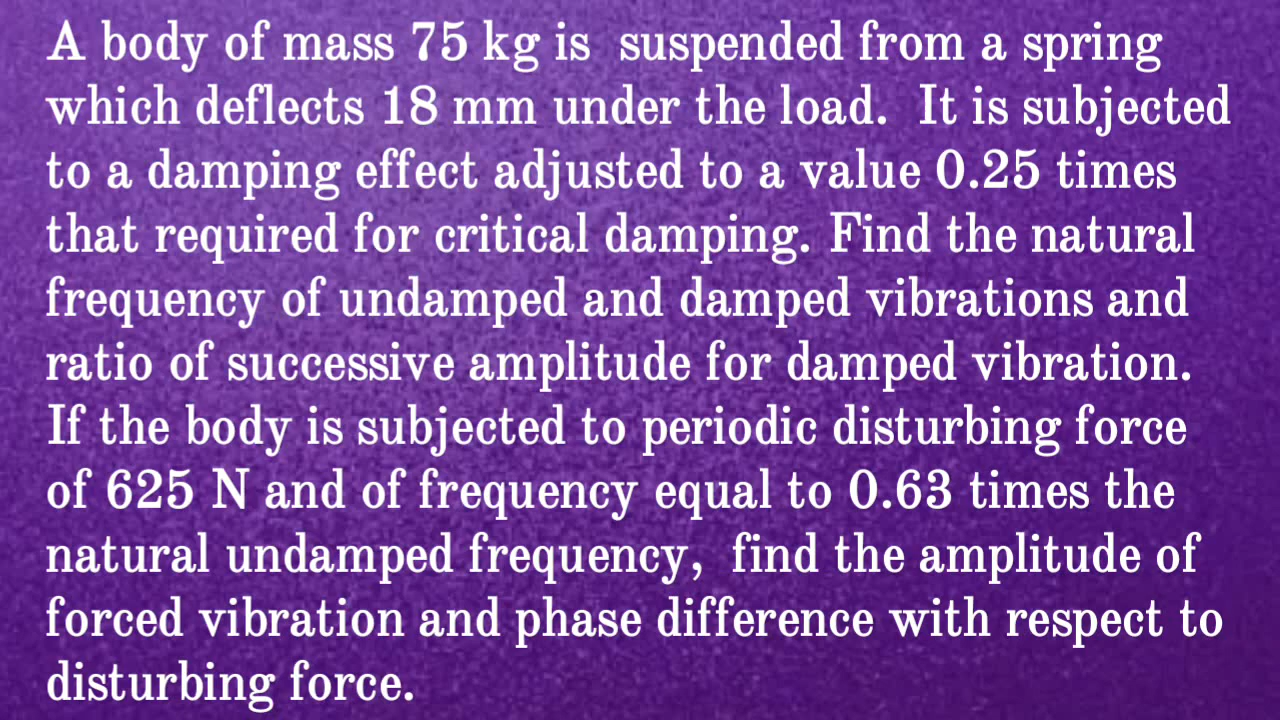 A body of mass 75 kg is suspended from a spring
which deflects 18 mm under the load. It is subjected
to a damping effect adjusted to a value 0.25 times
that required for critical damping. Find the natural
frequency of undamped and damped vibrations and
ratio of successive amplitude for damped vibration.
If the body is subjected to periodic disturbing force
of 625 N and of frequency equal to 0.63 times the
natural undamped frequency, find the amplitude of
forced vibration and phase difference with respect to
disturbing force.